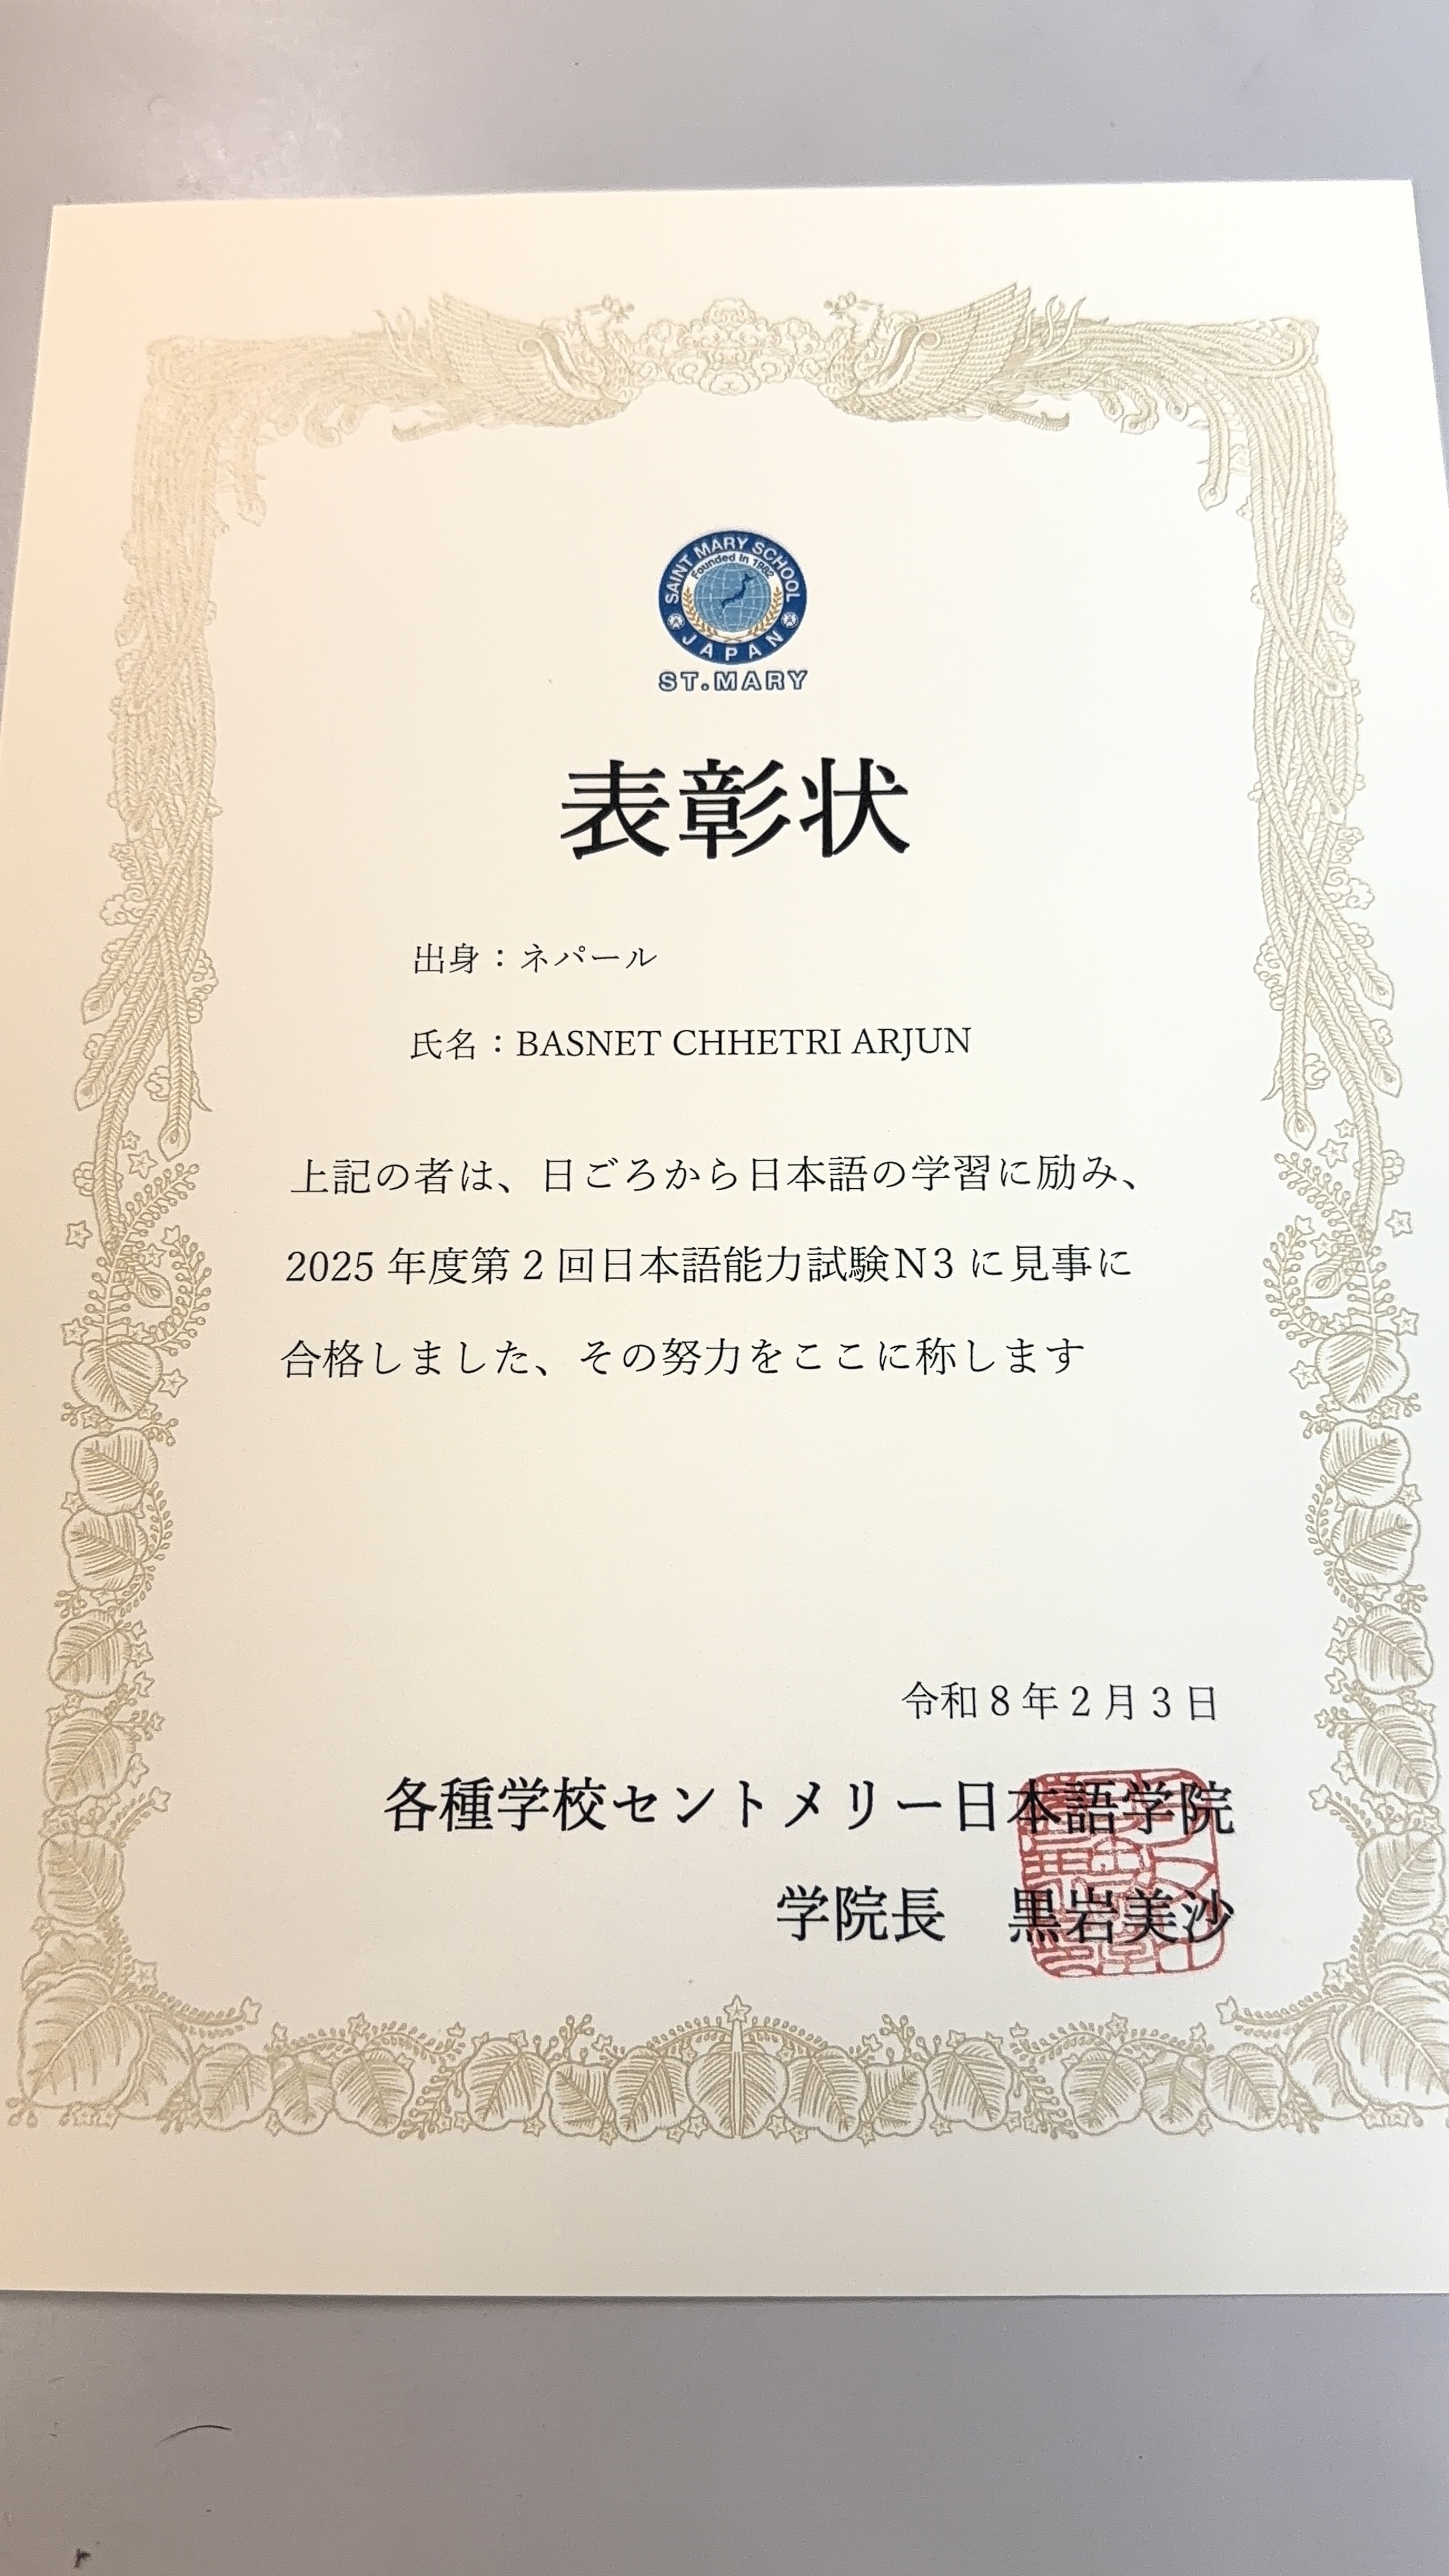 SAINT MARY SCHOOL
Founded in 1982
JAPAN
ST.MARY
表彰状
出身：ネパール
氏名：BASNET CHHETRI ARJUN
上記の者は、日ごろから日本語の学習に励み、
2025 年度第 2 回日本語能力試験N3 に見事に
合格しました、その努力をここに称します
令和 8 年 2 月 3 日
各種学校セントメリー日本語学院
学院長　黒岩美沙